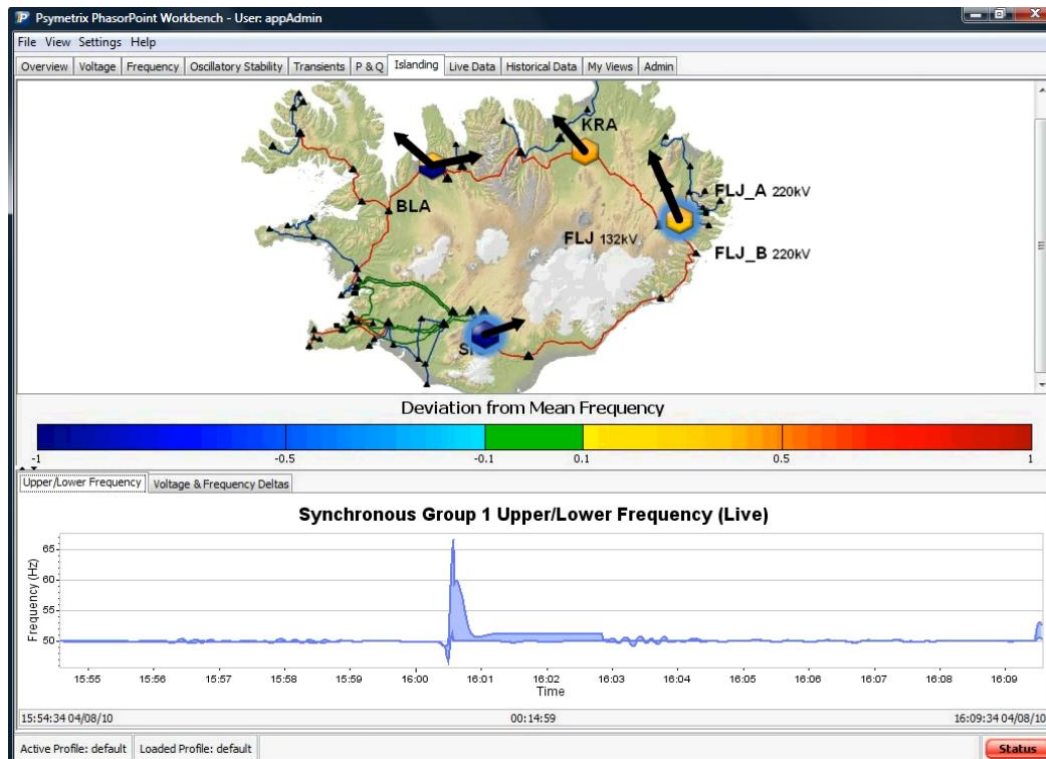 Psymetrix PhasorPoint Workbench - User: appAdmin
File View Settings Help
Overview Voltage Frequency Oscillatory Stability Transients P & Q Islanding Live Data Historical Data My Views Admin
KRA
BLA
FLJ_A 220kV
FLJ 132kV
FLJ_B 220kV
Deviation from Mean Frequency
-1 -0.5 -0.1 0.1 0.5 1
Upper/Lower Frequency Voltage & Frequency Deltas
Synchronous Group 1 Upper/Lower Frequency (Live)
Frequency (Hz)
65
60
55
50
15:55 15:56 15:57 15:58 15:59 16:00 16:01 16:02 16:03 16:04 16:05 16:06 16:07 16:08 16:09
Time
15:54:34 04/08/10 00:14:59 16:09:34 04/08/10
Active Profile: default Loaded Profile: default Status